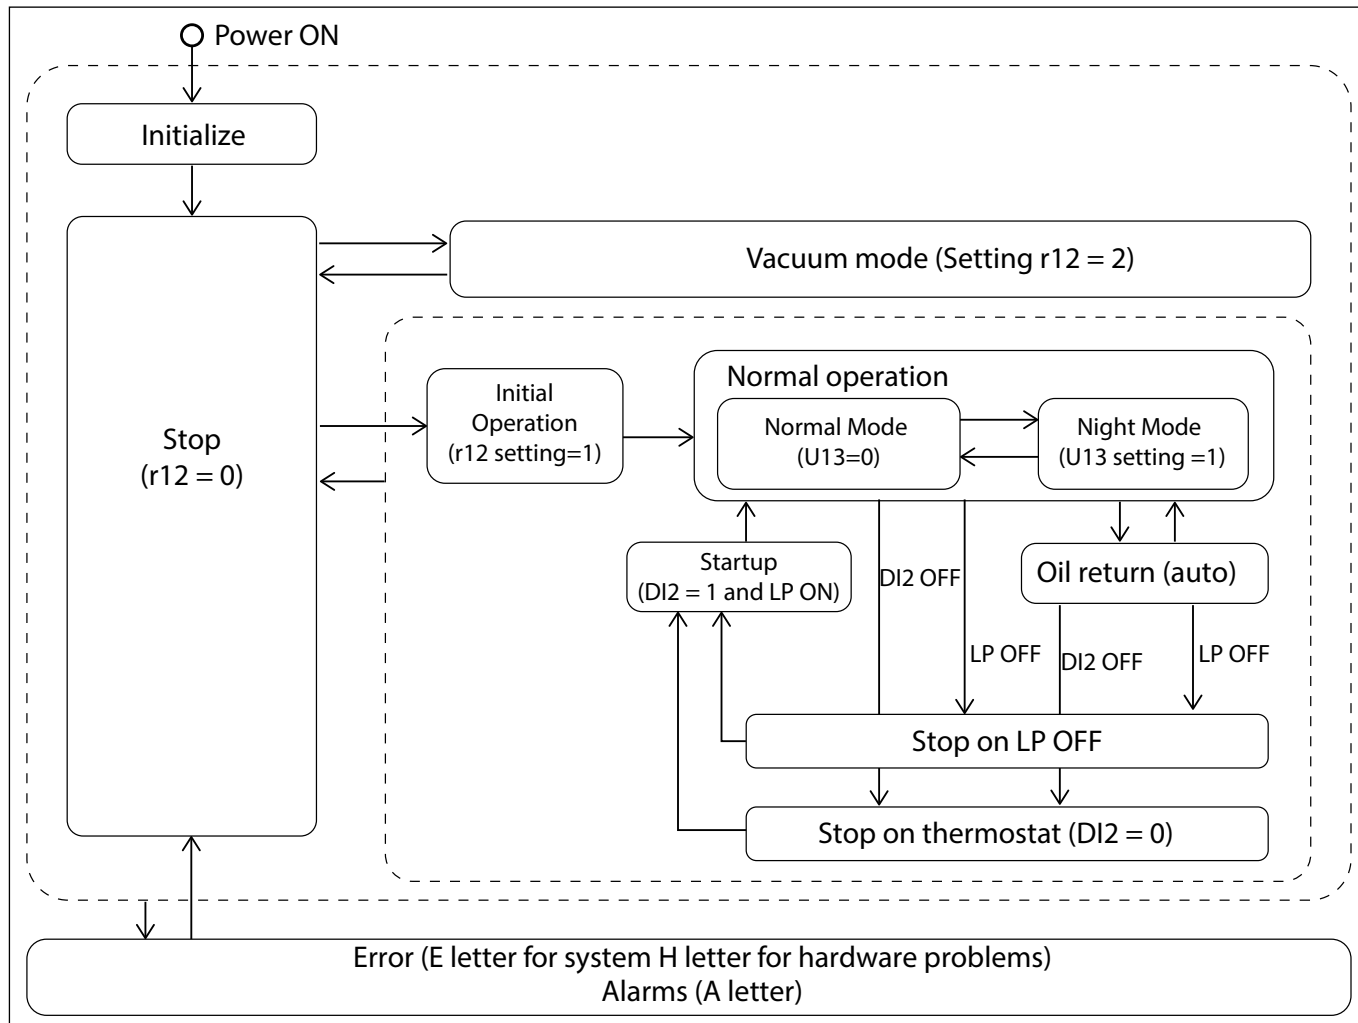 Power ON
Initialize
Vacuum mode (Setting r12 = 2)
Stop
(r12 = 0)
Initial
Operation
(r12 setting=1)
Normal operation
Normal Mode
(U13=0)
Night Mode
(U13 setting =1)
Startup
(DI2 = 1 and LP ON)
DI2 OFF
Oil return (auto)
LP OFF
DI2 OFF
LP OFF
Stop on LP OFF
Stop on thermostat (DI2 = 0)
Error (E letter for system H letter for hardware problems)
Alarms (A letter)